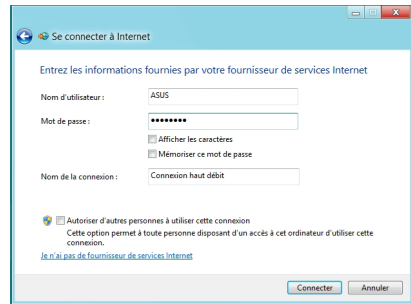 Se connecter à Internet
Entrez les informations fournies par votre fournisseur de services Internet
Nom d'utilisateur :
ASUS
Mot de passe :
••••••••
Afficher les caractères
Mémoriser ce mot de passe
Nom de la connexion :
Connexion haut débit
Autoriser d'autres personnes à utiliser cette connexion
Cette option permet à toute personne disposant d'un accès à cet ordinateur d'utiliser cette
connexion.
Je n'ai pas de fournisseur de services Internet
Connecter
Annuler